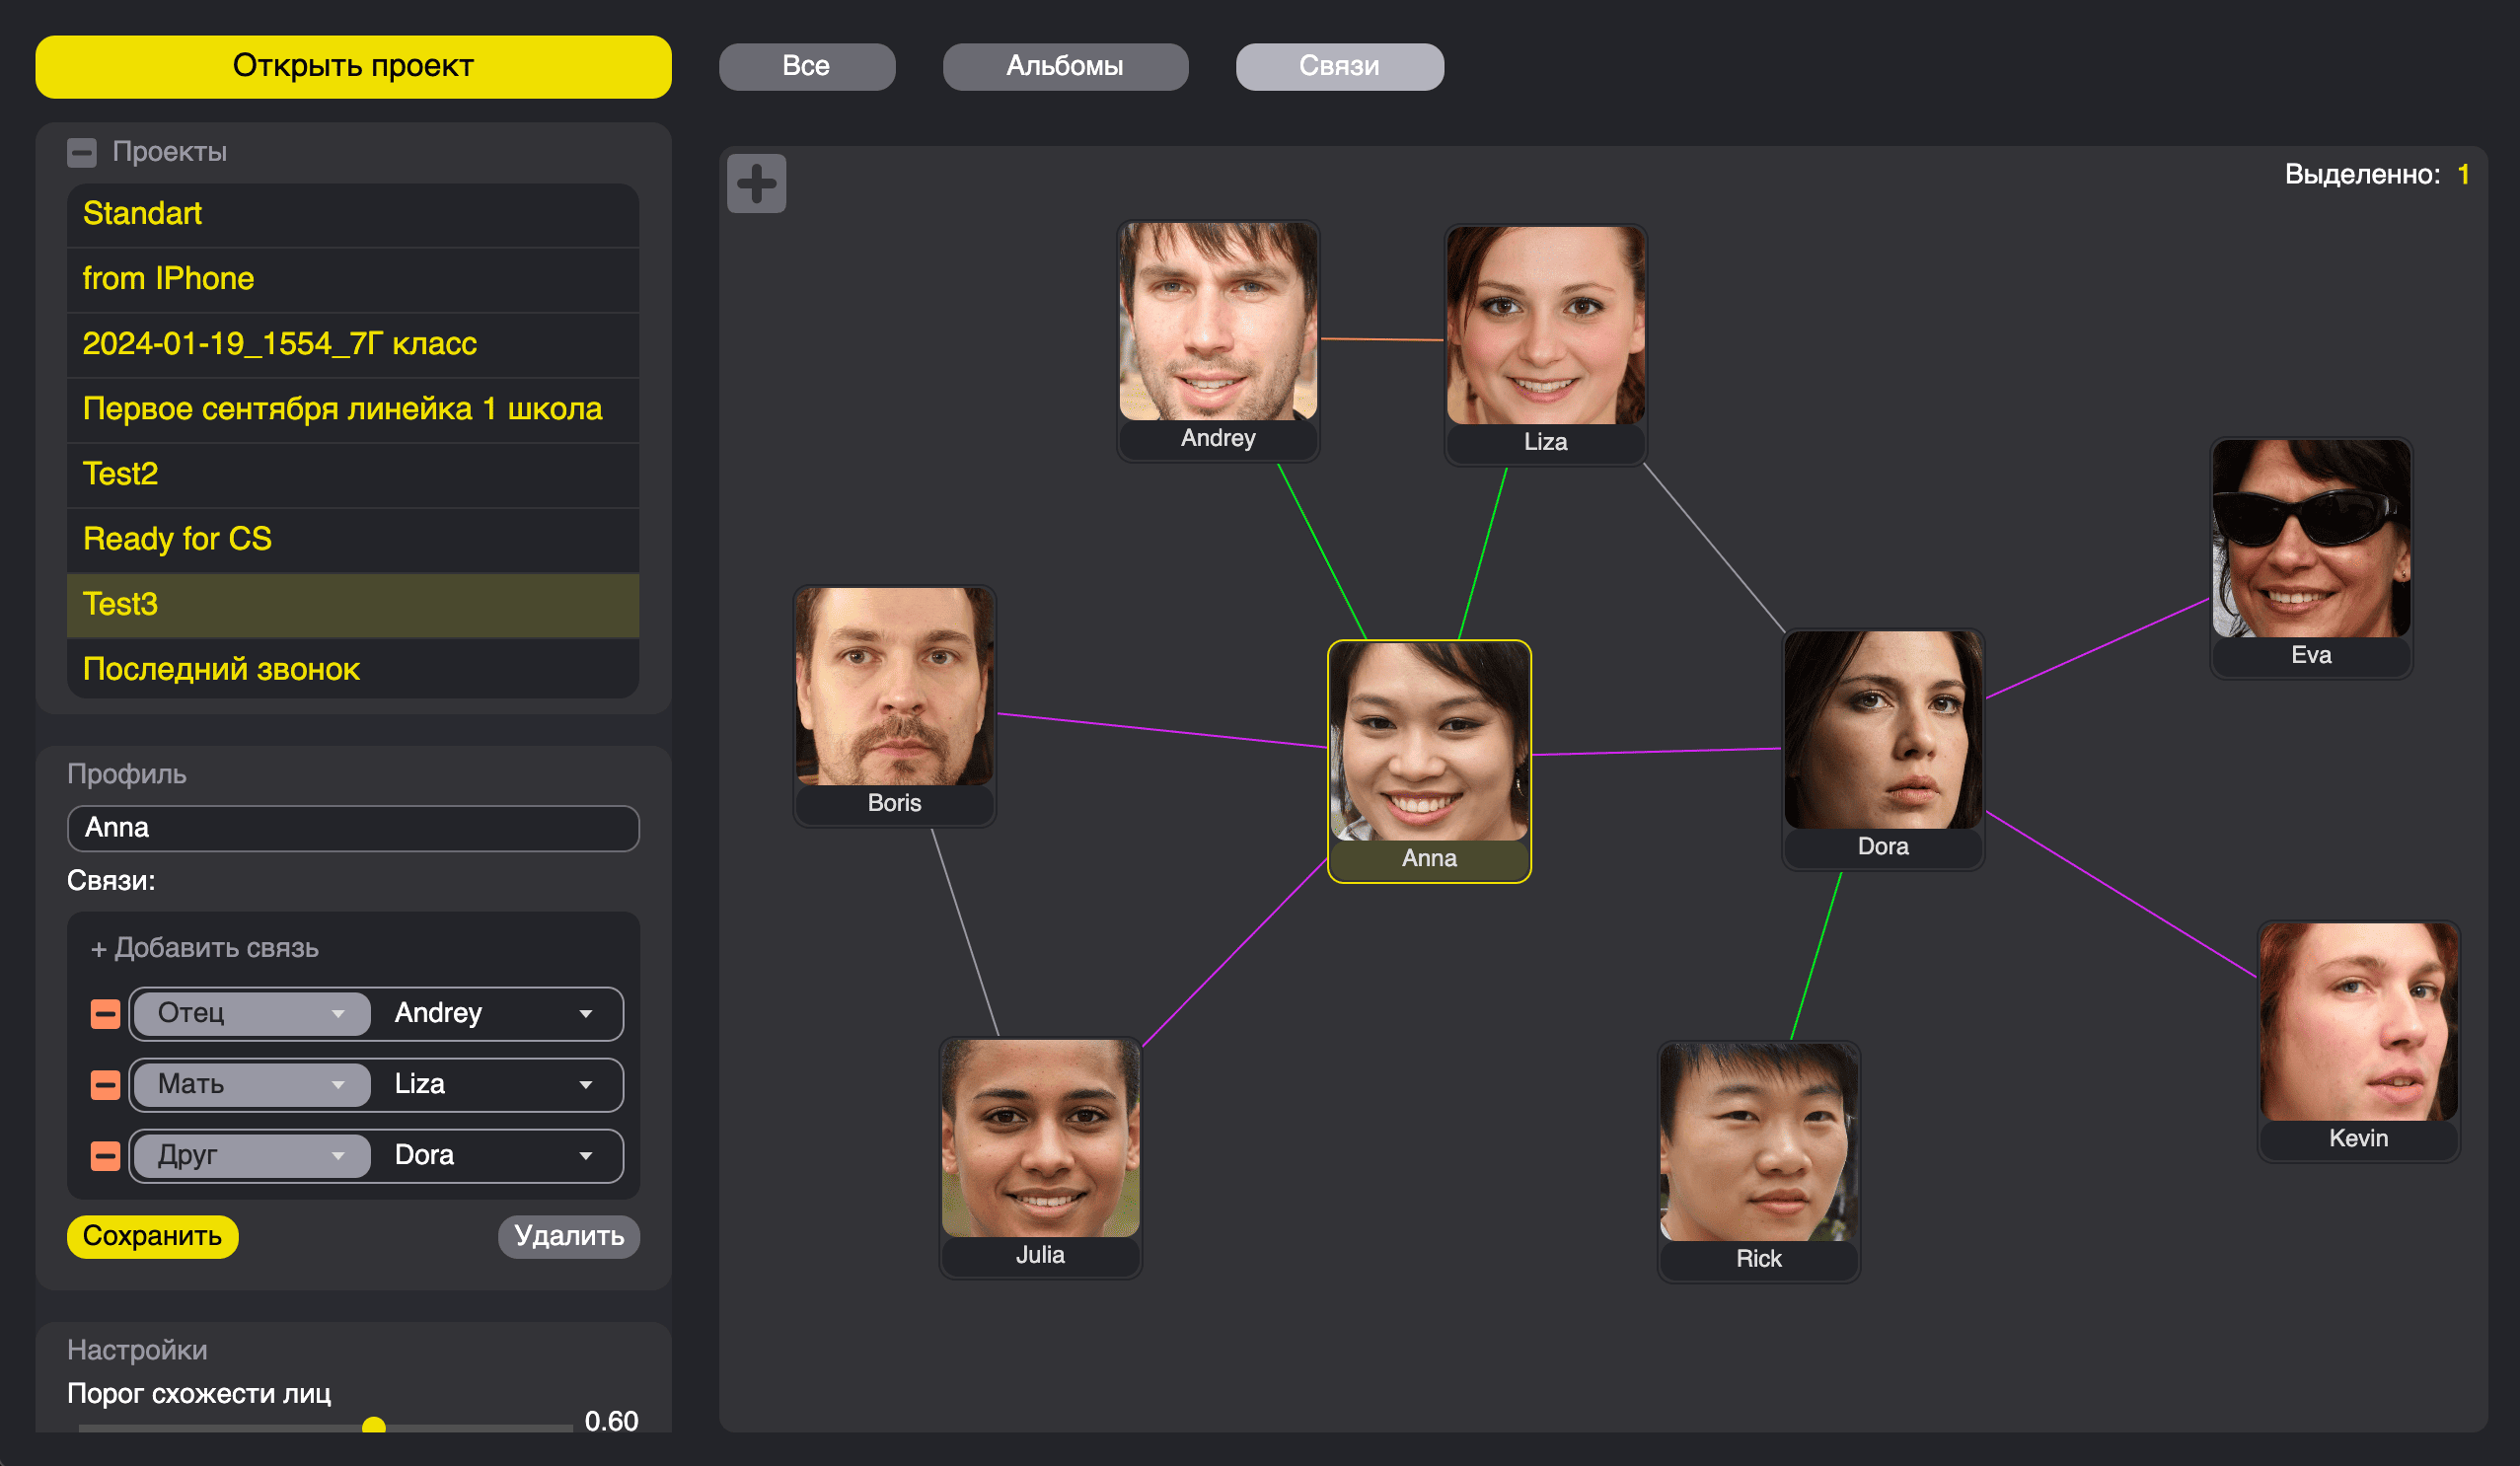 Открыть проект
Все
Альбомы
Связи
Проекты
Standart
from IPhone
2024-01-19_1554_7Г класс
Первое сентября линейка 1 школа
Test2
Ready for CS
Test3
Последний звонок
Профиль
Anna
Связи:
+ Добавить связь
Отец Andrey
Мать Liza
Друг Dora
Сохранить
Удалить
Настройки
Порог схожести лиц
0.60
Выделенно: 1
Andrey
Liza
Eva
Boris
Anna
Dora
Kevin
Julia
Rick